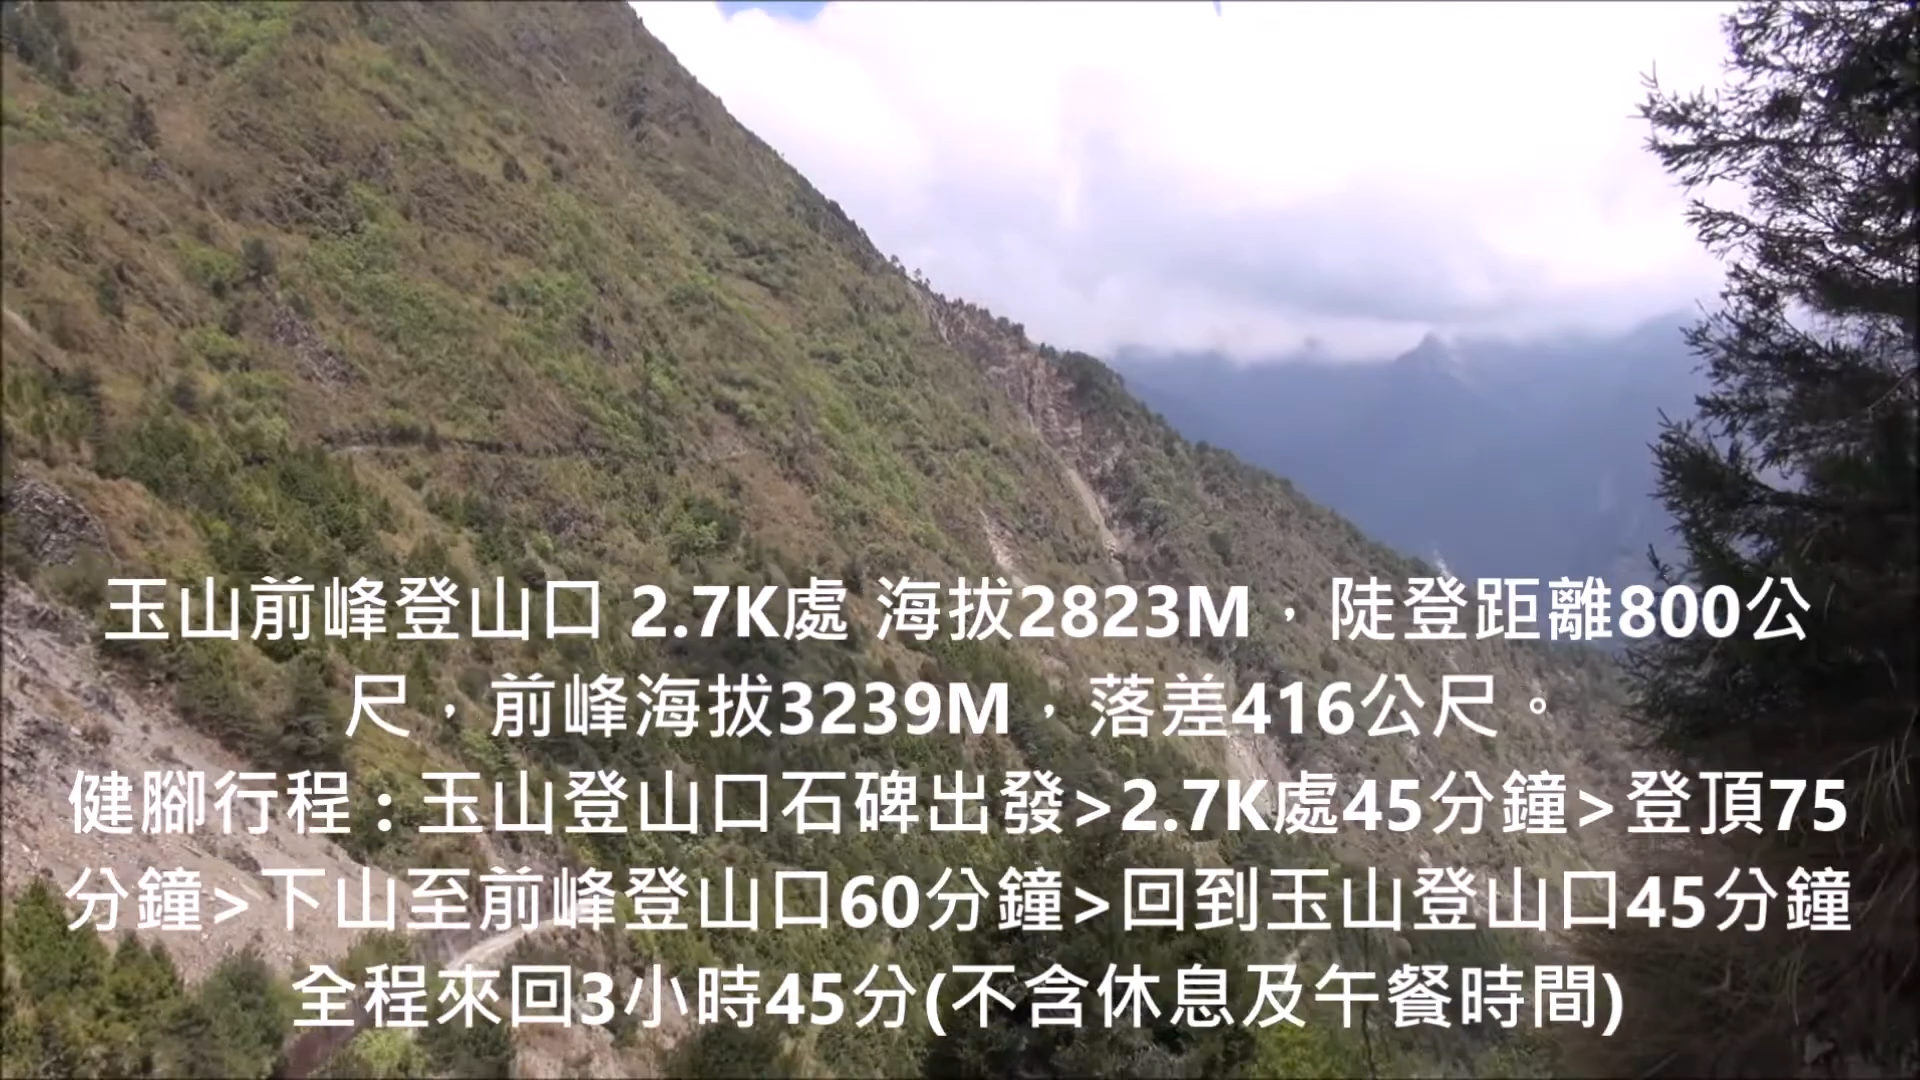 玉山前峰登山口 2.7K處 海拔2823M，陡登距離800公
尺，前峰海拔3239M，落差416公尺。
健腳行程：玉山登山口石碑出發>2.7K處45分鐘>登頂75
分鐘>下山至前峰登山口60分鐘>回到玉山登山口45分鐘
全程來回3小時45分(不含休息及午餐時間)